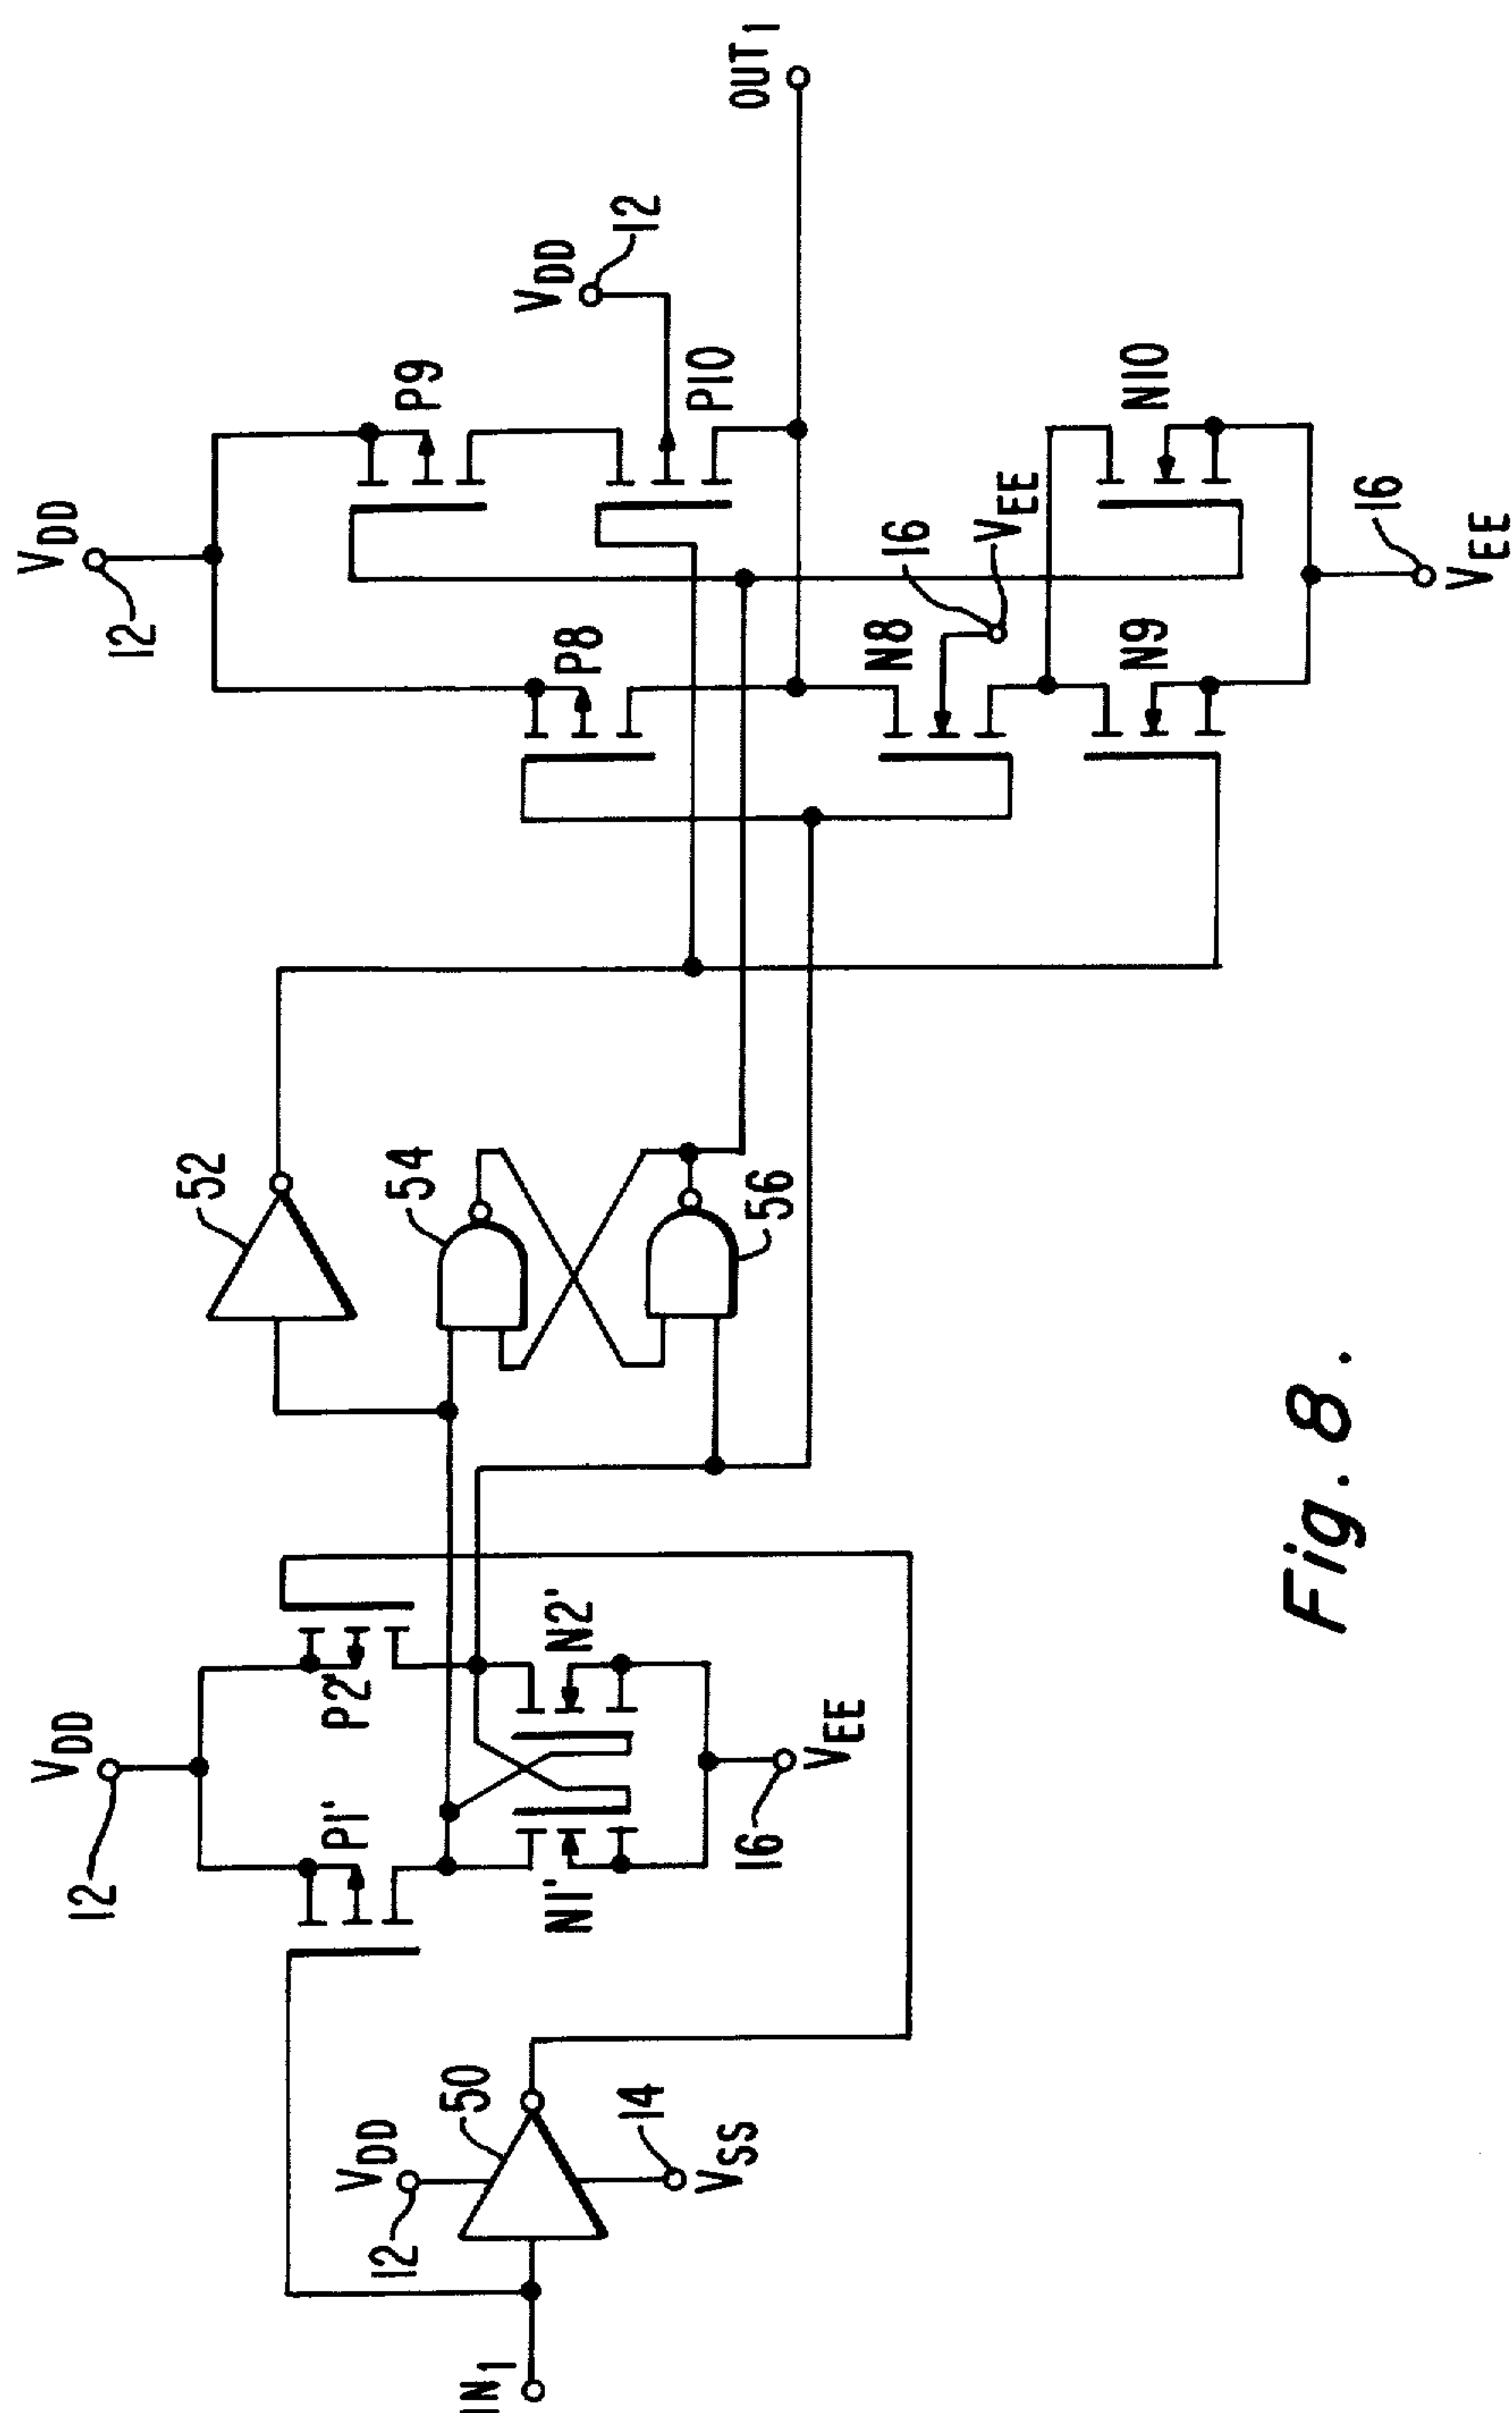 IN1
12
VDD
50
14
VSS
VDD
12
P1'
P2'
N1'
N2'
16
VEE
52
54
56
VDD
12
P8
P9
VDD
12
P10
OUT1
N8
16
VEE
N9
N10
16
VEE
Fig. 8.